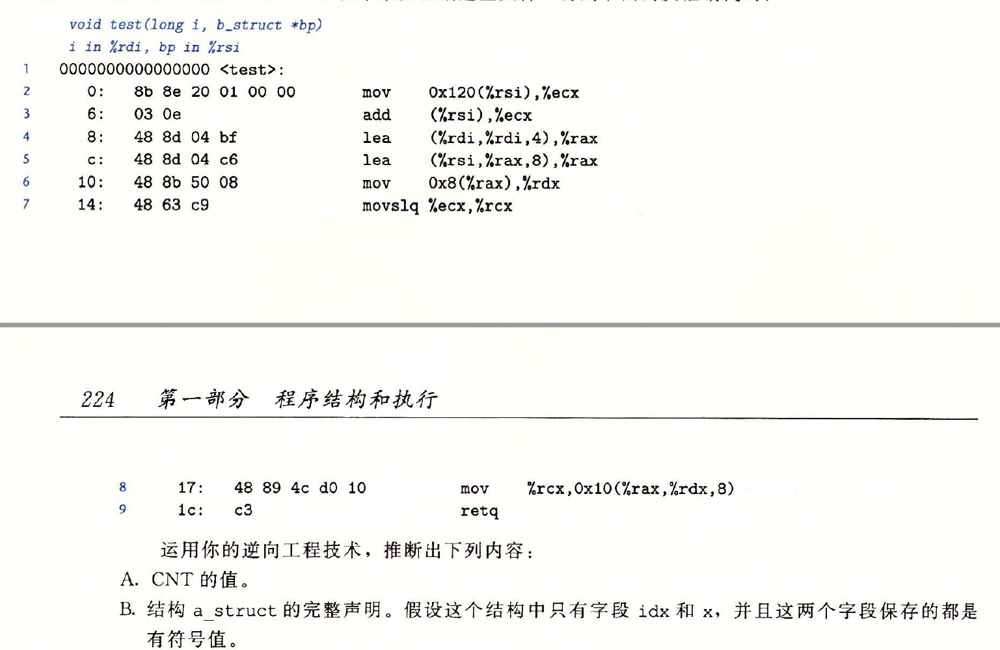 void test(long i, b_struct *bp)
i in %rdi, bp in %rsi
1 0000000000000000 <test>:
2 0: 8b 8e 20 01 00 00 mov 0x120(%rsi),%ecx
3 6: 03 0e add (%rsi),%ecx
4 8: 48 8d 04 bf lea (%rdi,%rdi,4),%rax
5 c: 48 8d 04 c6 lea (%rsi,%rax,8),%rax
6 10: 48 8b 50 08 mov 0x8(%rax),%rdx
7 14: 48 63 c9 movslq %ecx,%rcx
224 第一部分 程序结构和执行
8 17: 48 89 4c d0 10 mov %rcx,0x10(%rax,%rdx,8)
9 1c: c3 retq
运用你的逆向工程技术，推断出下列内容：
A. CNT 的值。
B. 结构 a_struct 的完整声明。假设这个结构中只有字段 idx 和 x，并且这两个字段保存的都是
有符号值。